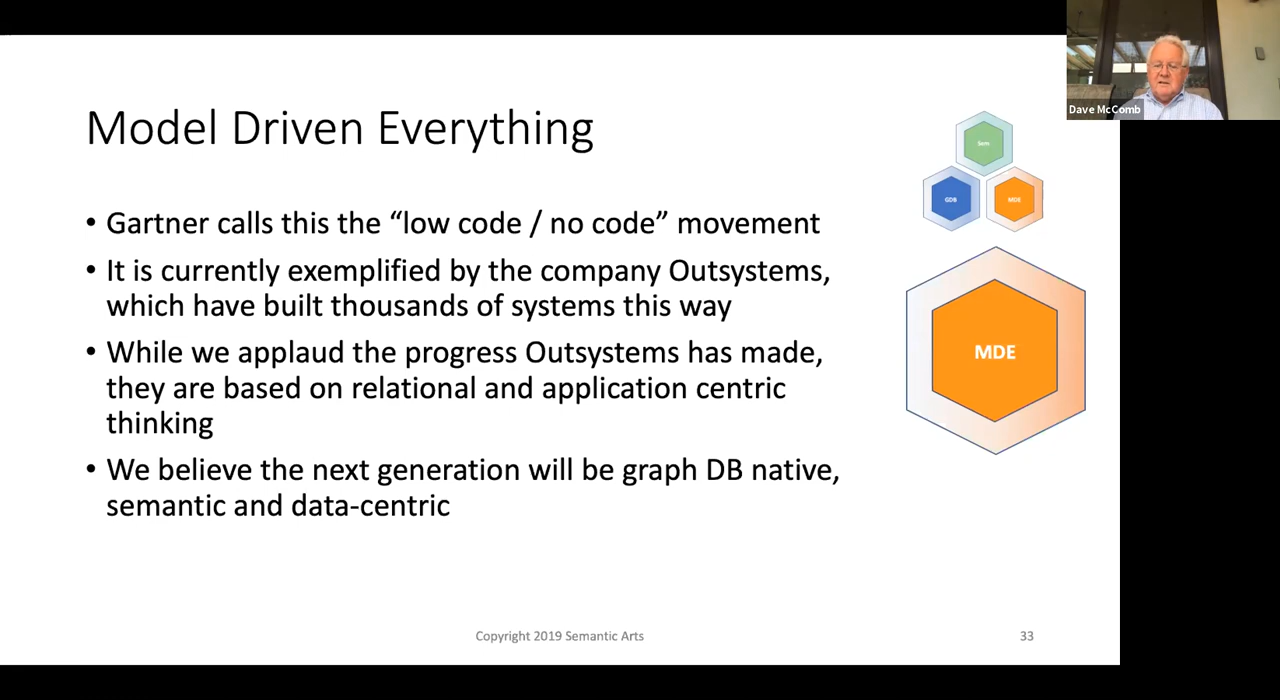 Dave McComb
Model Driven Everything
Sem
GDB
MDE
• Gartner calls this the “low code / no code” movement
• It is currently exemplified by the company Outsystems,
which have built thousands of systems this way
• While we applaud the progress Outsystems has made,
they are based on relational and application centric
thinking
• We believe the next generation will be graph DB native,
semantic and data-centric
MDE
Copyright 2019 Semantic Arts
33